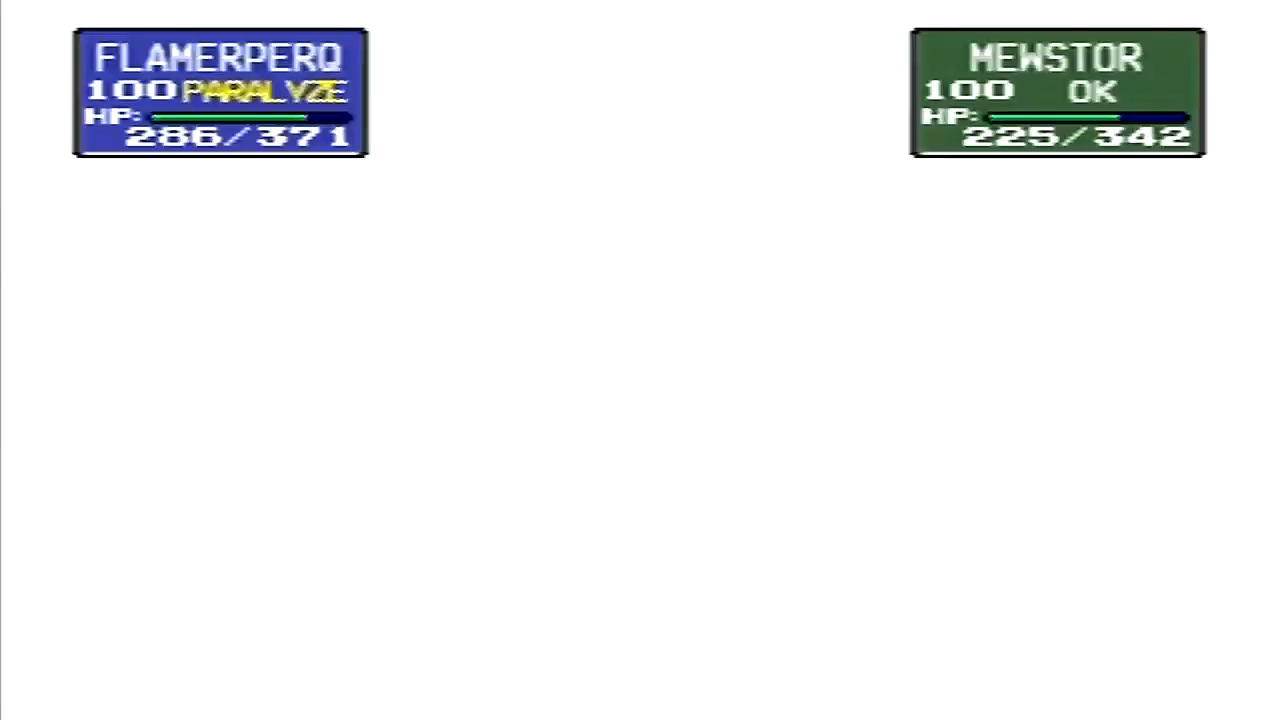 FLAMERPERQ
100 PARALYZE
HP:
286/371
MEWSTOR
100 OK
HP:
225/342